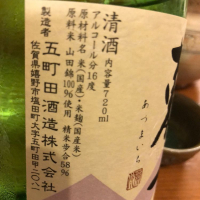 清酒
内容量720ml
アルコール分16度
原材料名 米(国産)・米麹(国産米)
原料米 山田錦100%使用 精米歩合58%
製造者 五町田酒造株式会社
佐賀県嬉野市塩田町大字五町田甲2081
あづまいち